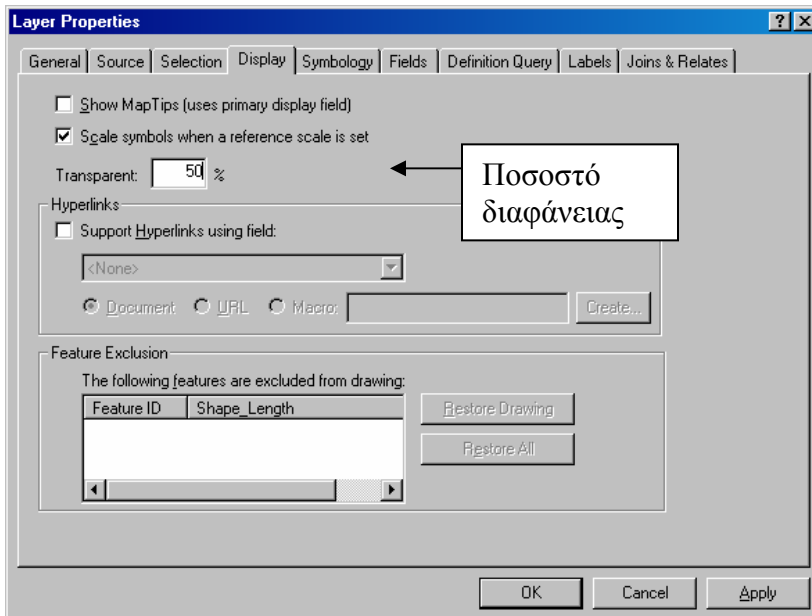 Layer Properties
General Source Selection Display Symbology Fields Definition Query Labels Joins & Relates
Show MapTips (uses primary display field)
Scale symbols when a reference scale is set
Transparent: 50 %
Ποσοστό
διαφάνειας
Hyperlinks
Support Hyperlinks using field:
<None>
Document URL Macro: Create...
Feature Exclusion
The following features are excluded from drawing:
Feature ID Shape_Length
Restore Drawing
Restore All
OK Cancel Apply